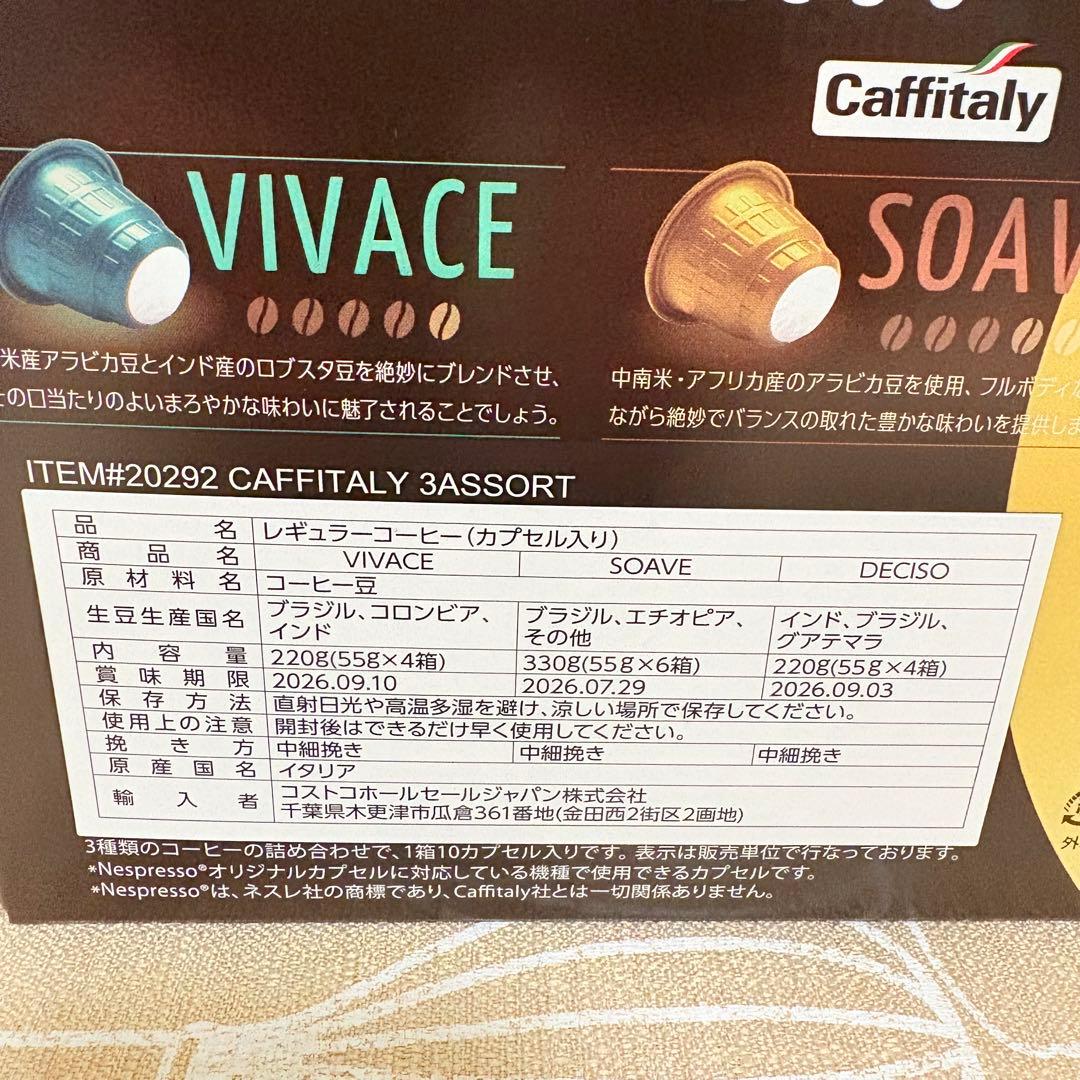 Caffitaly
VIVACE
米産アラビカ豆とインド産のロブスタ豆を絶妙にブレンドさせ、
の口当たりのよいまろやかな味わいに魅了されることでしょう。
SOAV
中南米・アフリカ産のアラビカ豆を使用、フルボディ
ながら絶妙でバランスの取れた豊かな味わいを提供しま
ITEM#20292 CAFFITALY 3ASSORT
品名 レギュラーコーヒー(カプセル入り)
商品名 VIVACE SOAVE DECISO
原材料名 コーヒー豆
生豆生産国名 ブラジル、コロンビア、インド ブラジル、エチオピア、その他 インド、ブラジル、グアテマラ
内容量 220g(55g×4箱) 330g(55g×6箱) 220g(55g×4箱)
賞味期限 2026.09.10 2026.07.29 2026.09.03
保存方法 直射日光や高温多湿を避け、涼しい場所で保存してください。
使用上の注意 開封後はできるだけ早く使用してください。
挽き方 中細挽き 中細挽き 中細挽き
原産国名 イタリア
輸入者 コストコホールセールジャパン株式会社
千葉県木更津市瓜倉361番地(金田西2街区2画地)
3種類のコーヒーの詰め合わせで、1箱10カプセル入りです。表示は販売単位で行なっております。
*Nespresso®オリジナルカプセルに対応している機種で使用できるカプセルです。
*Nespresso®は、ネスレ社の商標であり、Caffitaly社とは一切関係ありません。
外